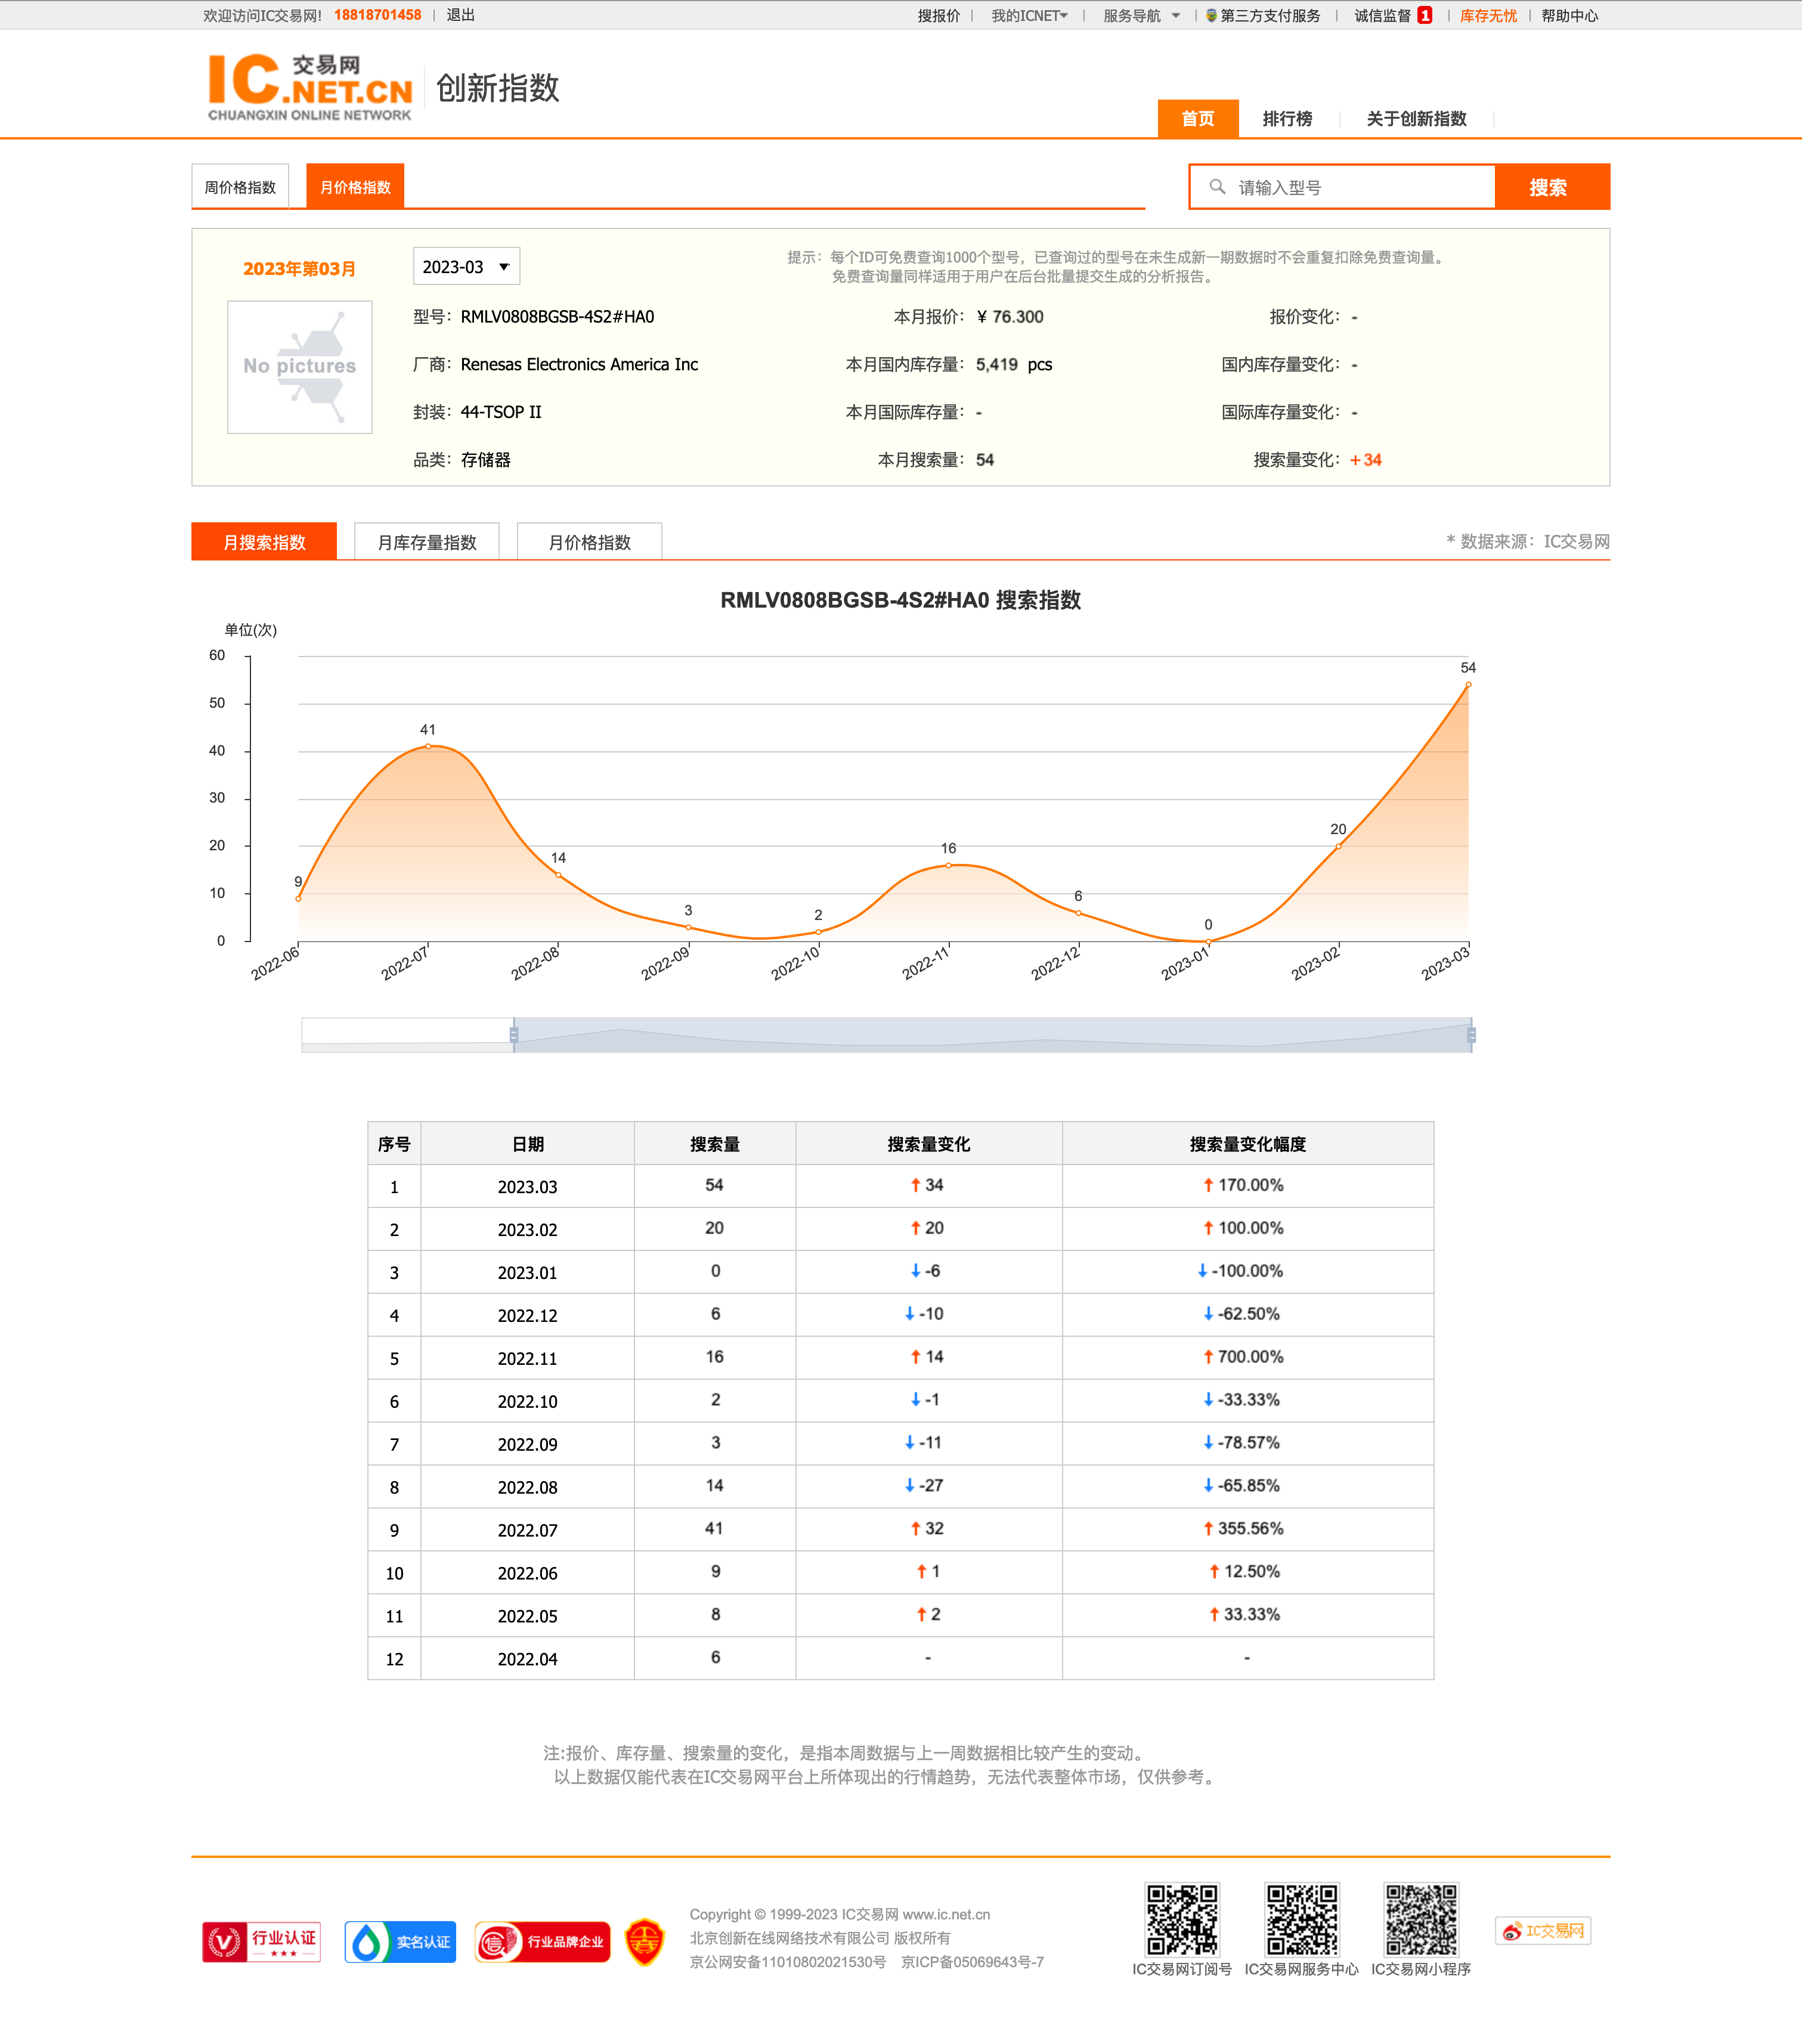 欢迎访问IC交易网! 18818701458 | 退出
搜报价 | 我的ICNET | 服务导航 | 第三方支付服务 | 诚信监督 1 | 库存无忧 | 帮助中心
IC交易网.NET.CN
CHUANGXIN ONLINE NETWORK
创新指数
首页 排行榜 关于创新指数
周价格指数 月价格指数
请输入型号 搜索
2023年第03月 2023-03
提示：每个ID可免费查询1000个型号，已查询过的型号在未生成新一期数据时不会重复扣除免费查询量。
免费查询量同样适用于用户在后台批量提交生成的分析报告。
No pictures
型号：RMLV0808BGSB-4S2#HA0 本月报价：¥ 76.300 报价变化：-
厂商：Renesas Electronics America Inc 本月国内库存量：5,419 pcs 国内库存量变化：-
封装：44-TSOP II 本月国际库存量：- 国际库存量变化：-
品类：存储器 本月搜索量：54 搜索量变化：+34
月搜索指数 月库存量指数 月价格指数
* 数据来源：IC交易网
RMLV0808BGSB-4S2#HA0 搜索指数
单位(次)
60
50
40
30
20
10
0
9 41 14 3 2 16 6 0 20 54
2022-06 2022-07 2022-08 2022-09 2022-10 2022-11 2022-12 2023-01 2023-02 2023-03
序号 日期 搜索量 搜索量变化 搜索量变化幅度
1 2023.03 54 ↑34 ↑170.00%
2 2023.02 20 ↑20 ↑100.00%
3 2023.01 0 ↓-6 ↓-100.00%
4 2022.12 6 ↓-10 ↓-62.50%
5 2022.11 16 ↑14 ↑700.00%
6 2022.10 2 ↓-1 ↓-33.33%
7 2022.09 3 ↓-11 ↓-78.57%
8 2022.08 14 ↓-27 ↓-65.85%
9 2022.07 41 ↑32 ↑355.56%
10 2022.06 9 ↑1 ↑12.50%
11 2022.05 8 ↑2 ↑33.33%
12 2022.04 6 - -
注:报价、库存量、搜索量的变化，是指本周数据与上一周数据相比较产生的变动。
以上数据仅能代表在IC交易网平台上所体现出的行情趋势，无法代表整体市场，仅供参考。
行业认证
实名认证
信 行业品牌企业
Copyright © 1999-2023 IC交易网 www.ic.net.cn
北京创新在线网络技术有限公司 版权所有
京公网安备11010802021530号 京ICP备05069643号-7
IC交易网订阅号 IC交易网服务中心 IC交易网小程序
IC交易网